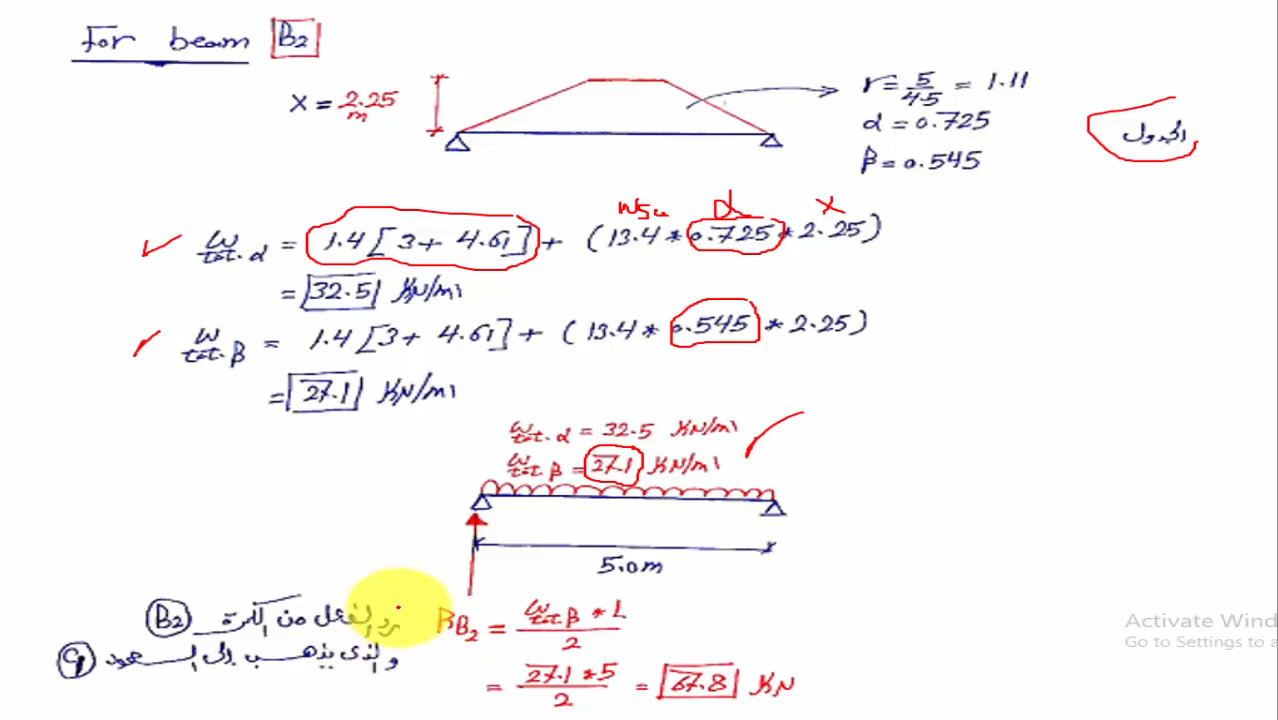 For beam B2
X = 2.25 m
r = 5/4.5 = 1.11
α = 0.725
β = 0.545
الجدول
wsu α X
w tot.α = 1.4[3 + 4.61] + (13.4 * 0.725 * 2.25)
= 32.5 KN/m
w tot.β = 1.4[3 + 4.61] + (13.4 * 0.545 * 2.25)
= 27.1 KN/m
w tot.α = 32.5 KN/m
w tot.β = 27.1 KN/m
5.0m
رد الفعل من الكمرة B2
والذى يذهب إلى العمود C1
R B2 = w tot.β * L / 2
= 27.1 * 5 / 2 = 67.8 KN
Activate Wind
Go to Settings to a